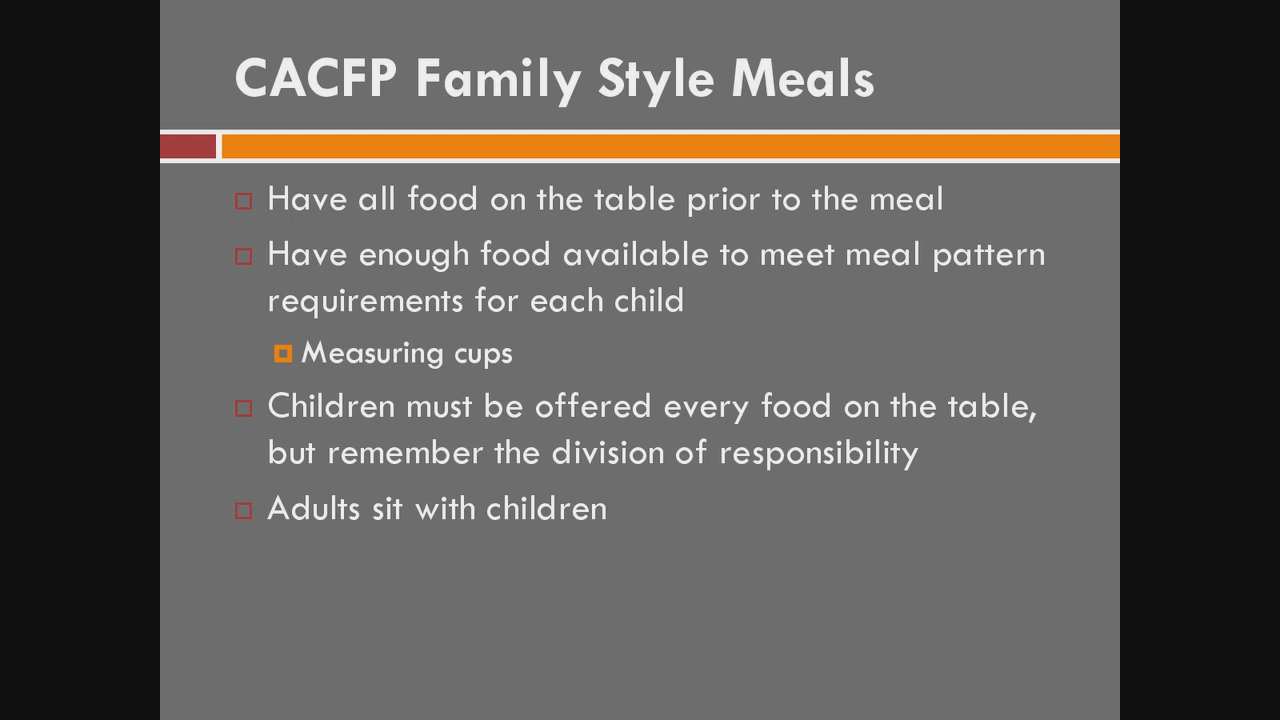 CACFP Family Style Meals
Have all food on the table prior to the meal
Have enough food available to meet meal pattern
requirements for each child
Measuring cups
Children must be offered every food on the table,
but remember the division of responsibility
Adults sit with children